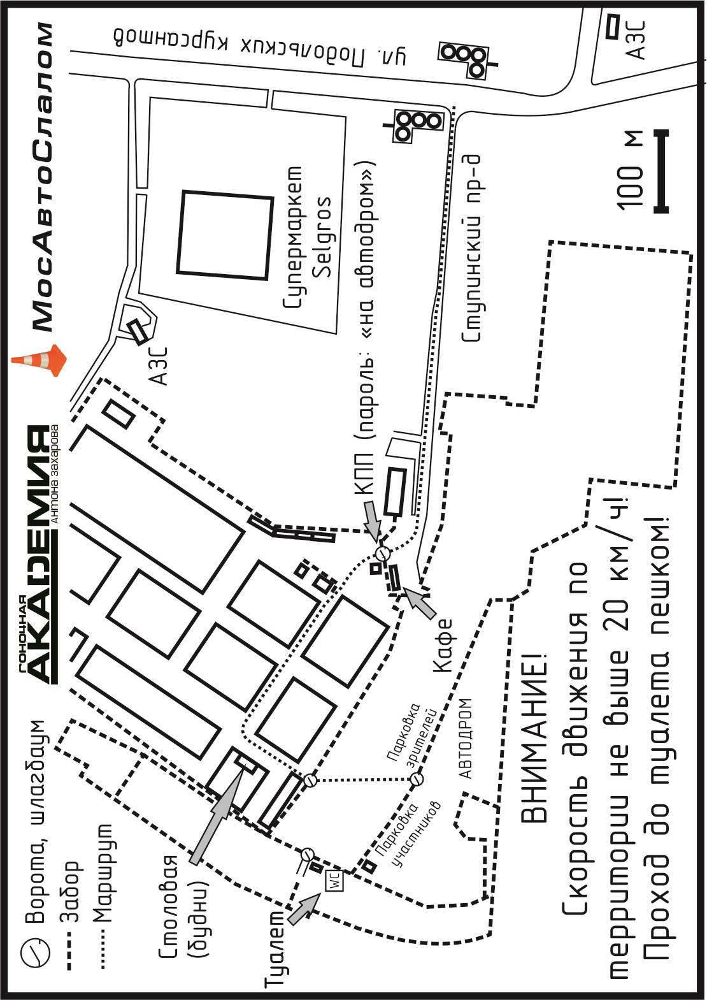 ГОНОЧНАЯ
АКАДЕМИЯ
Антона Захарова
МосАвтоСлалом
Ворота, шлагбаум
Забор
Маршрут
ул. Подольских курсантов
АЗС
АЗС
Супермаркет
Selgros
КПП (пароль: «на автодром»)
Ступинский пр-д
100 м
Столовая
(будни)
Туалет
WC
Кафе
Парковка
зрителей
Парковка
участников
АВТОДРОМ
ВНИМАНИЕ!
Скорость движения по
территории не выше 20 км/ч!
Проход до туалета пешком!